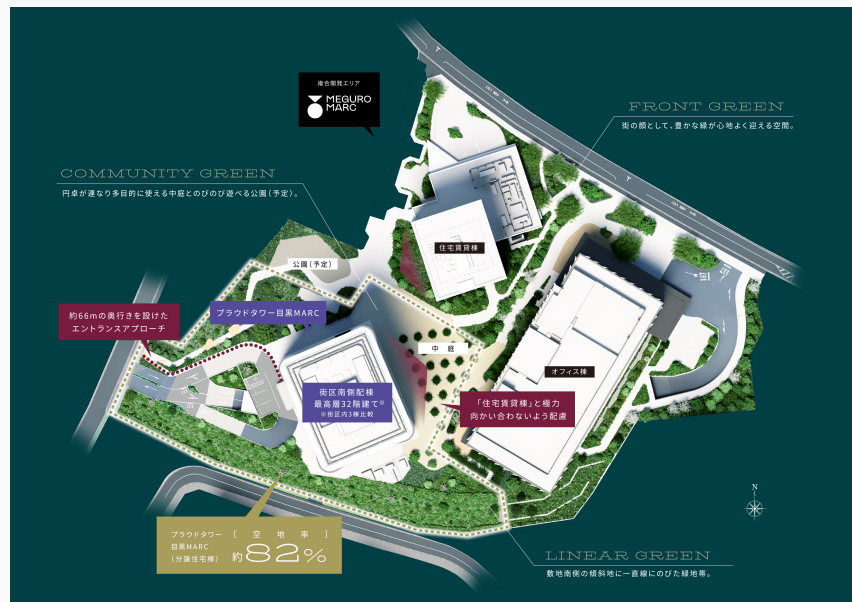 複合開発エリア
MEGURO
MARC
FRONT GREEN
街の顔として、豊かな緑が心地よく迎える空間。
COMMUNITY GREEN
円卓が連なり多目的に使える中庭とのびのび遊べる公園(予定)。
住宅賃貸棟
公園(予定)
約66mの奥行きを設けた
エントランスアプローチ
プラウドタワー目黒MARC
中 庭
オフィス棟
街区南側配棟
最高層32階建て※
※街区内3棟比較
「住宅賃貸棟」と極力
向かい合わないよう配慮
N
プラウドタワー
目黒MARC
(分譲住宅棟)
[空地率]
約82%
LINEAR GREEN
敷地南側の傾斜地に一直線にのびた緑地帯。